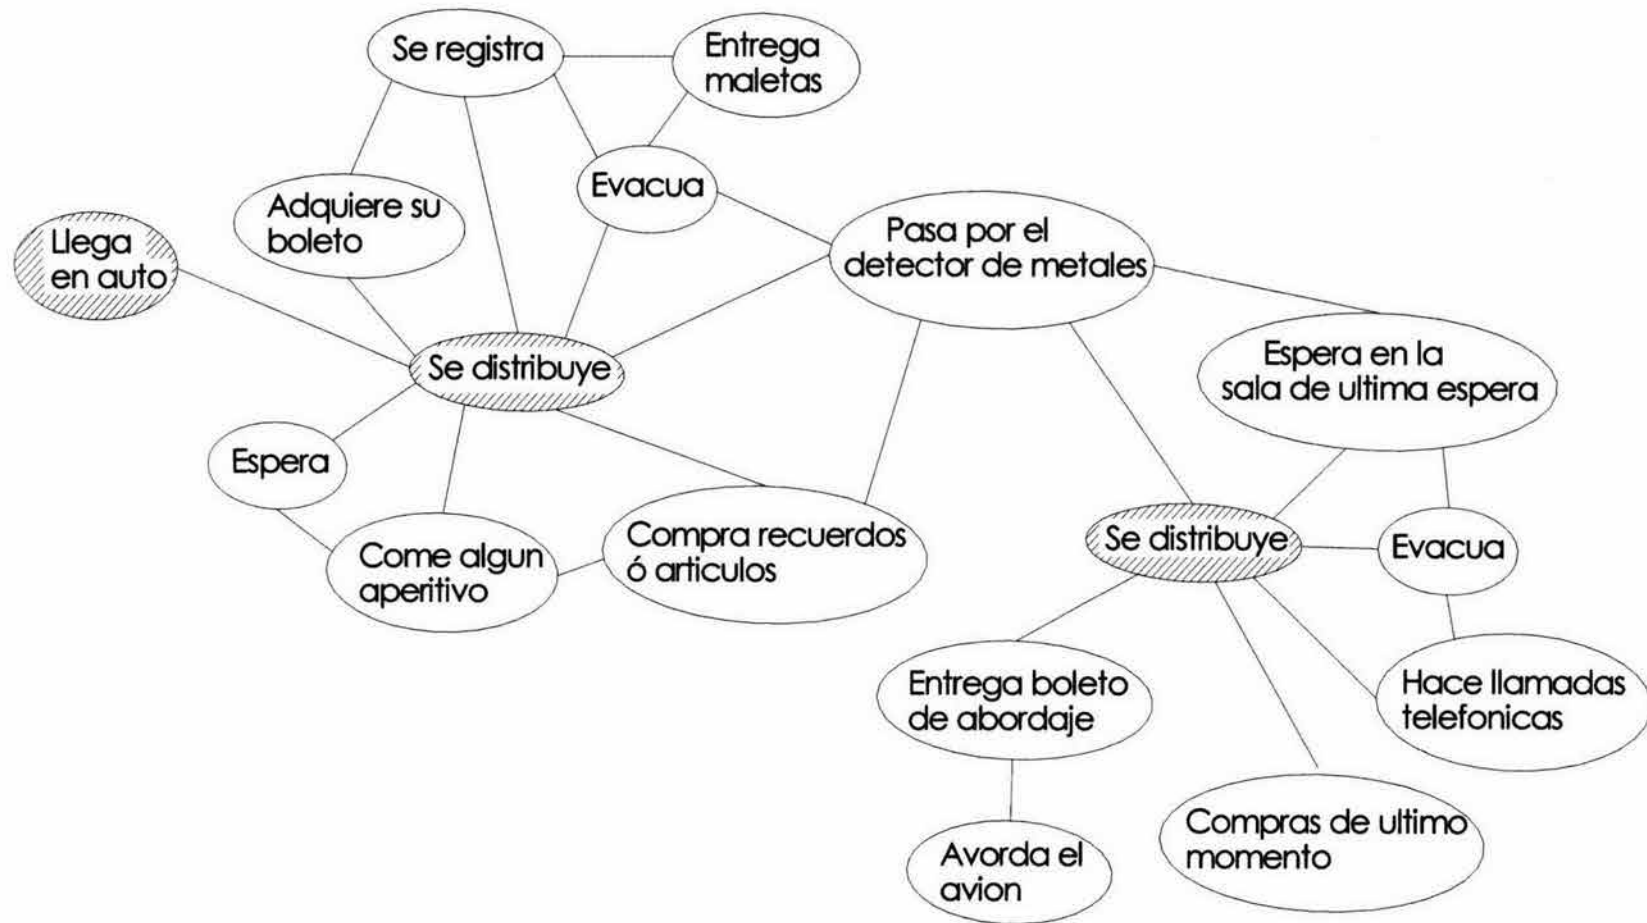 Se registra
Entrega
maletas
Evacua
Adquiere su
boleto
Llega
en auto
Pasa por el
detector de metales
Se distribuye
Espera en la
sala de ultima espera
Espera
Come algun
aperitivo
Compra recuerdos
ó articulos
Se distribuye
Evacua
Entrega boleto
de abordaje
Hace llamadas
telefonicas
Compras de ultimo
momento
Avorda el
avion